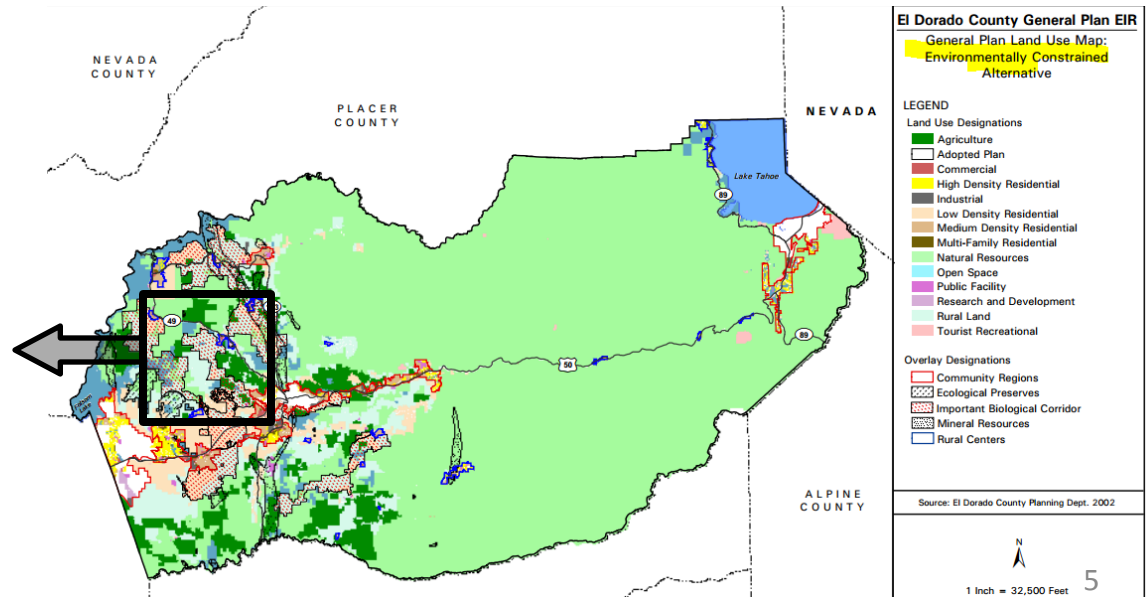 NEVADA
COUNTY
PLACER
COUNTY
NEVADA
Lake Tahoe
89
49
50
89
Folsom
Lake
ALPINE
COUNTY
El Dorado County General Plan EIR
General Plan Land Use Map:
Environmentally Constrained
Alternative
LEGEND
Land Use Designations
Agriculture
Adopted Plan
Commercial
High Density Residential
Industrial
Low Density Residential
Medium Density Residential
Multi-Family Residential
Natural Resources
Open Space
Public Facility
Research and Development
Rural Land
Tourist Recreational
Overlay Designations
Community Regions
Ecological Preserves
Important Biological Corridor
Mineral Resources
Rural Centers
Source: El Dorado County Planning Dept. 2002
N
1 Inch = 32,500 Feet
5